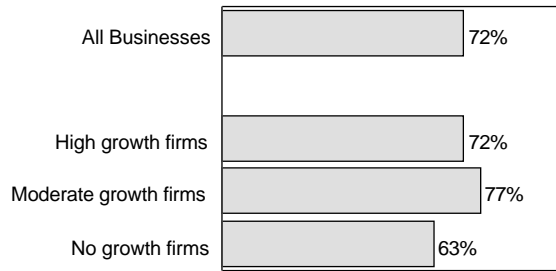 All Businesses 72%
High growth firms 72%
Moderate growth firms 77%
No growth firms 63%